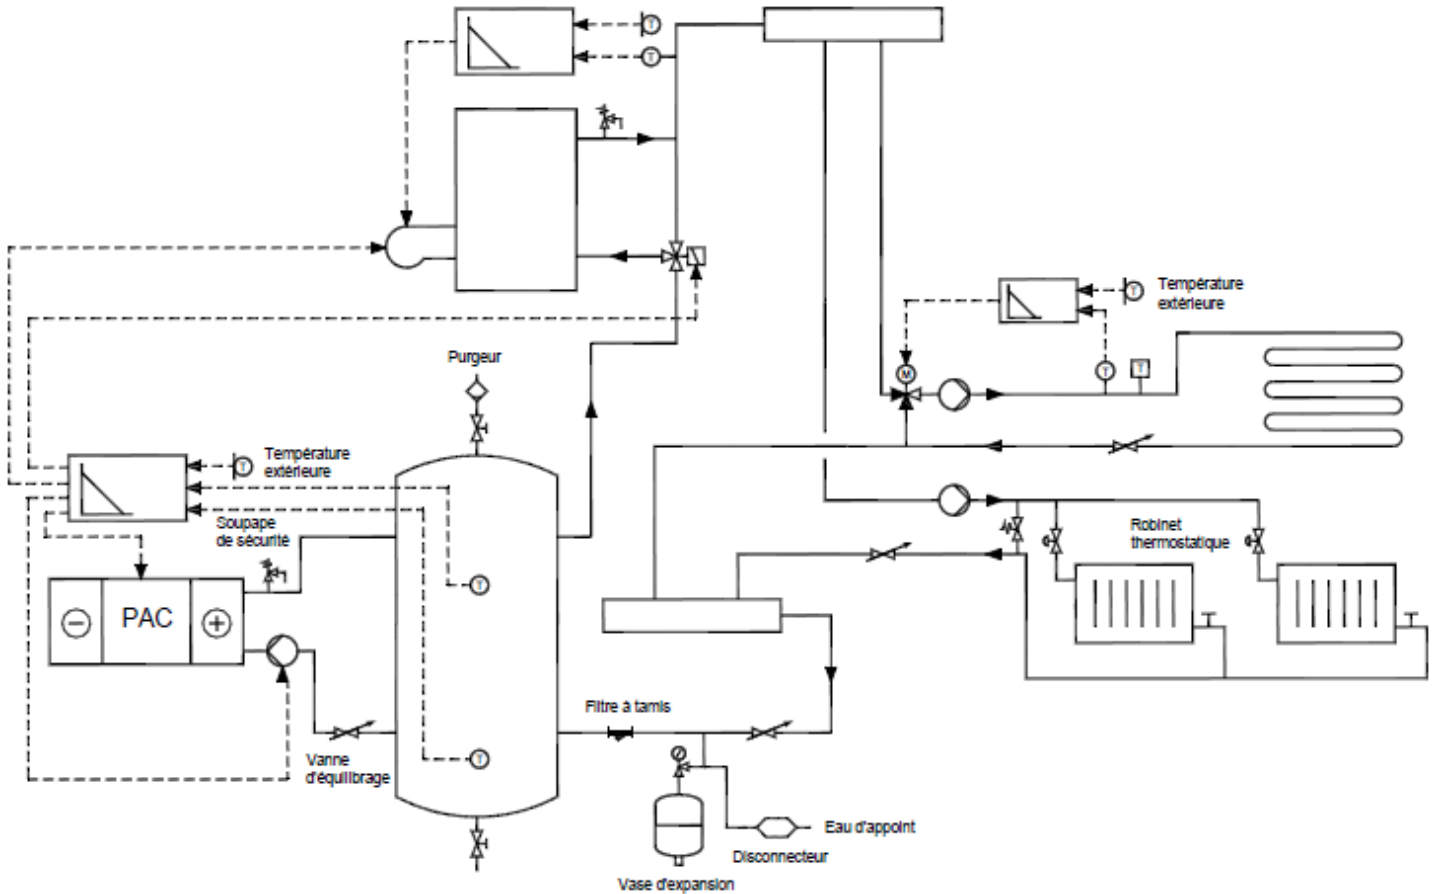 T
T
T
Température
extérieure
M
T
T
Purgeur
T
Température
extérieure
Soupape
de sécurité
Robinet
thermostatique
T
PAC
Filtre à tamis
T
Vanne
d'équilibrage
Eau d'appoint
Disconnecteur
Vase d'expansion